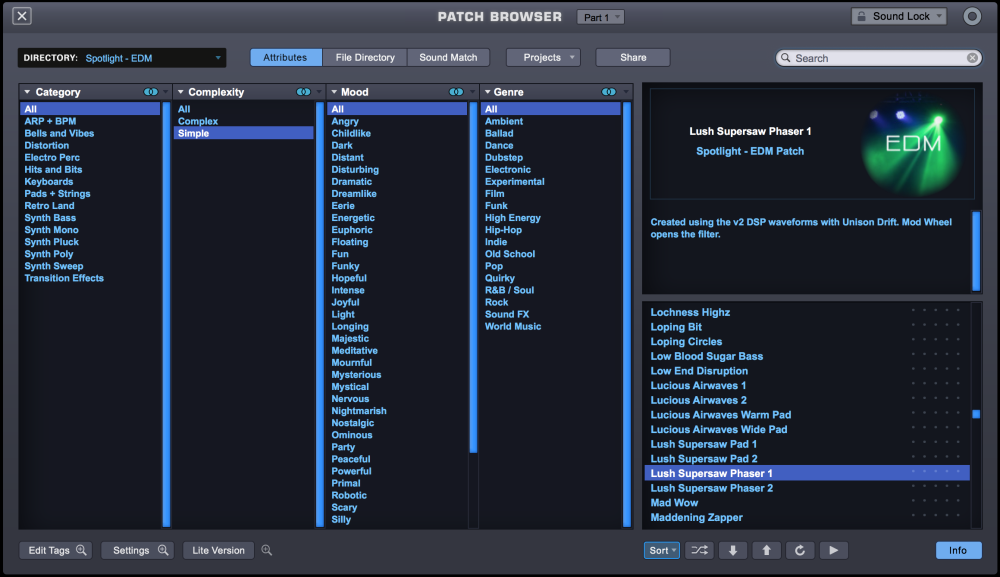 PATCH BROWSER
Part 1
Sound Lock
DIRECTORY: Spotlight - EDM
Attributes
File Directory
Sound Match
Projects
Share
Search
Category
All
ARP + BPM
Bells and Vibes
Distortion
Electro Perc
Hits and Bits
Keyboards
Pads + Strings
Retro Land
Synth Bass
Synth Mono
Synth Pluck
Synth Poly
Synth Sweep
Transition Effects
Complexity
All
Complex
Simple
Mood
All
Angry
Childlike
Dark
Distant
Disturbing
Dramatic
Dreamlike
Eerie
Energetic
Euphoric
Floating
Fun
Funky
Hopeful
Intense
Joyful
Light
Longing
Majestic
Meditative
Mournful
Mysterious
Mystical
Nervous
Nightmarish
Nostalgic
Ominous
Party
Peaceful
Powerful
Primal
Robotic
Scary
Silly
Genre
All
Ambient
Ballad
Dance
Dubstep
Electronic
Experimental
Film
Funk
High Energy
Hip-Hop
Indie
Old School
Pop
Quirky
R&B / Soul
Rock
Sound FX
World Music
Lush Supersaw Phaser 1
Spotlight - EDM Patch
EDM
Created using the v2 DSP waveforms with Unison Drift. Mod Wheel
opens the filter.
Lochness Highz
Loping Bit
Loping Circles
Low Blood Sugar Bass
Low End Disruption
Lucious Airwaves 1
Lucious Airwaves 2
Lucious Airwaves Warm Pad
Lucious Airwaves Wide Pad
Lush Supersaw Pad 1
Lush Supersaw Pad 2
Lush Supersaw Phaser 1
Lush Supersaw Phaser 2
Mad Wow
Maddening Zapper
Edit Tags
Settings
Lite Version
Sort
Info